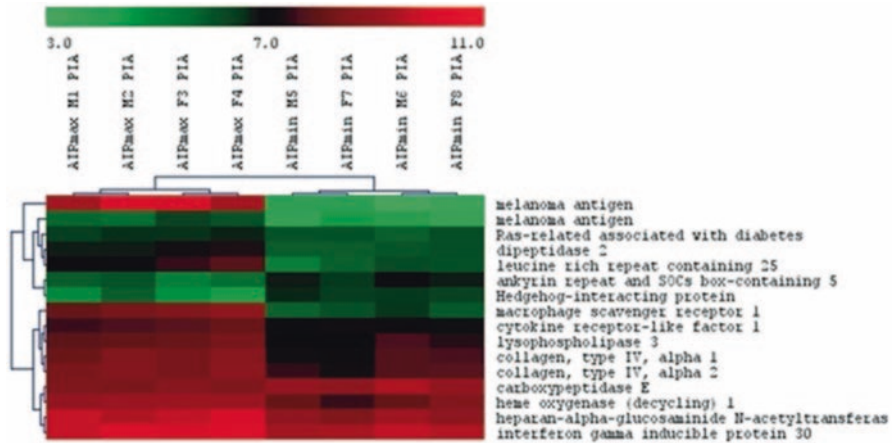 3.0 7.0 11.0
AIPmax M1 PIA
AIPmax M2 PIA
AIPmax F3 PIA
AIPmax F4 PIA
AIPmin M5 PIA
AIPmin F7 PIA
AIPmin M6 PIA
AIPmin F8 PIA
melanoma antigen
melanoma antigen
Ras-related associated with diabetes
dipeptidase 2
leucine rich repeat containing 25
ankyrin repeat and SOCs box-containing 5
Hedgehog-interacting protein
macrophage scavenger receptor 1
cytokine receptor-like factor 1
lysophospholipase 3
collagen, type IV, alpha 1
collagen, type IV, alpha 2
carboxypeptidase E
heme oxygenase (decycling) 1
heparan-alpha-glucosaminide N-acetyltransferas
interferon gamma inducible protein 30